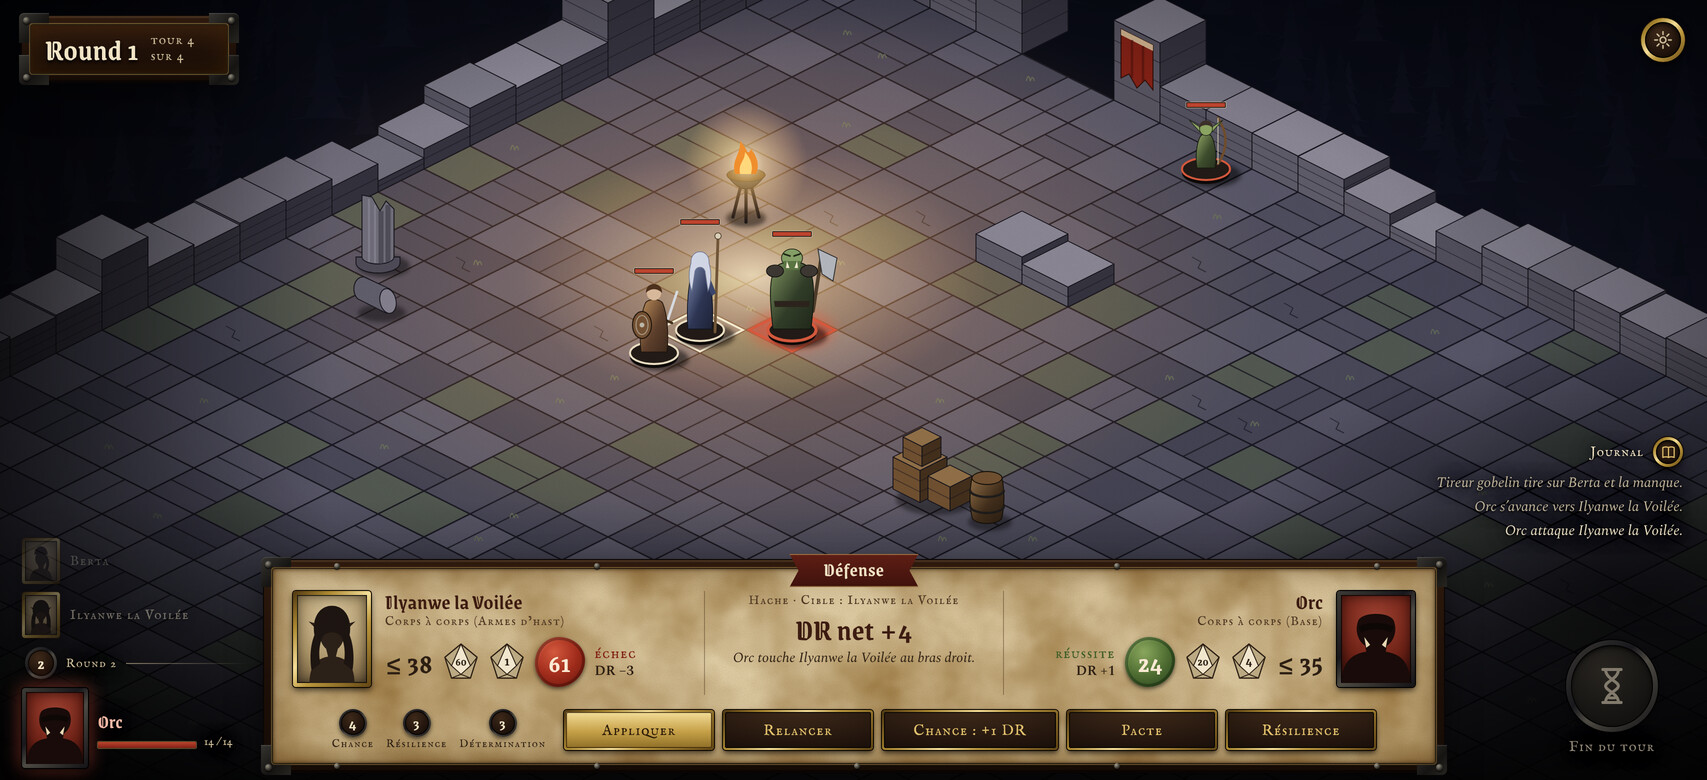 Round 1
TOUR 4
SUR 4
Journal
Tireur gobelin tire sur Berta et la manque.
Orc s'avance vers Ilyanwe la Voilée.
Orc attaque Ilyanwe la Voilée.
Berta
Ilyanwe la Voilée
2 Round 2
Orc
14/14
Défense
Ilyanwe la Voilée
Corps à corps (Armes d'hast)
≤ 38 60 1 61
ÉCHEC
DR −3
Hache · Cible : Ilyanwe la Voilée
DR net +4
Orc touche Ilyanwe la Voilée au bras droit.
Orc
Corps à corps (Base)
RÉUSSITE
DR +1
24 20 4 ≤ 35
4 3 3
Chance Résilience Détermination
Appliquer Relancer Chance : +1 DR Pacte Résilience
Fin du tour